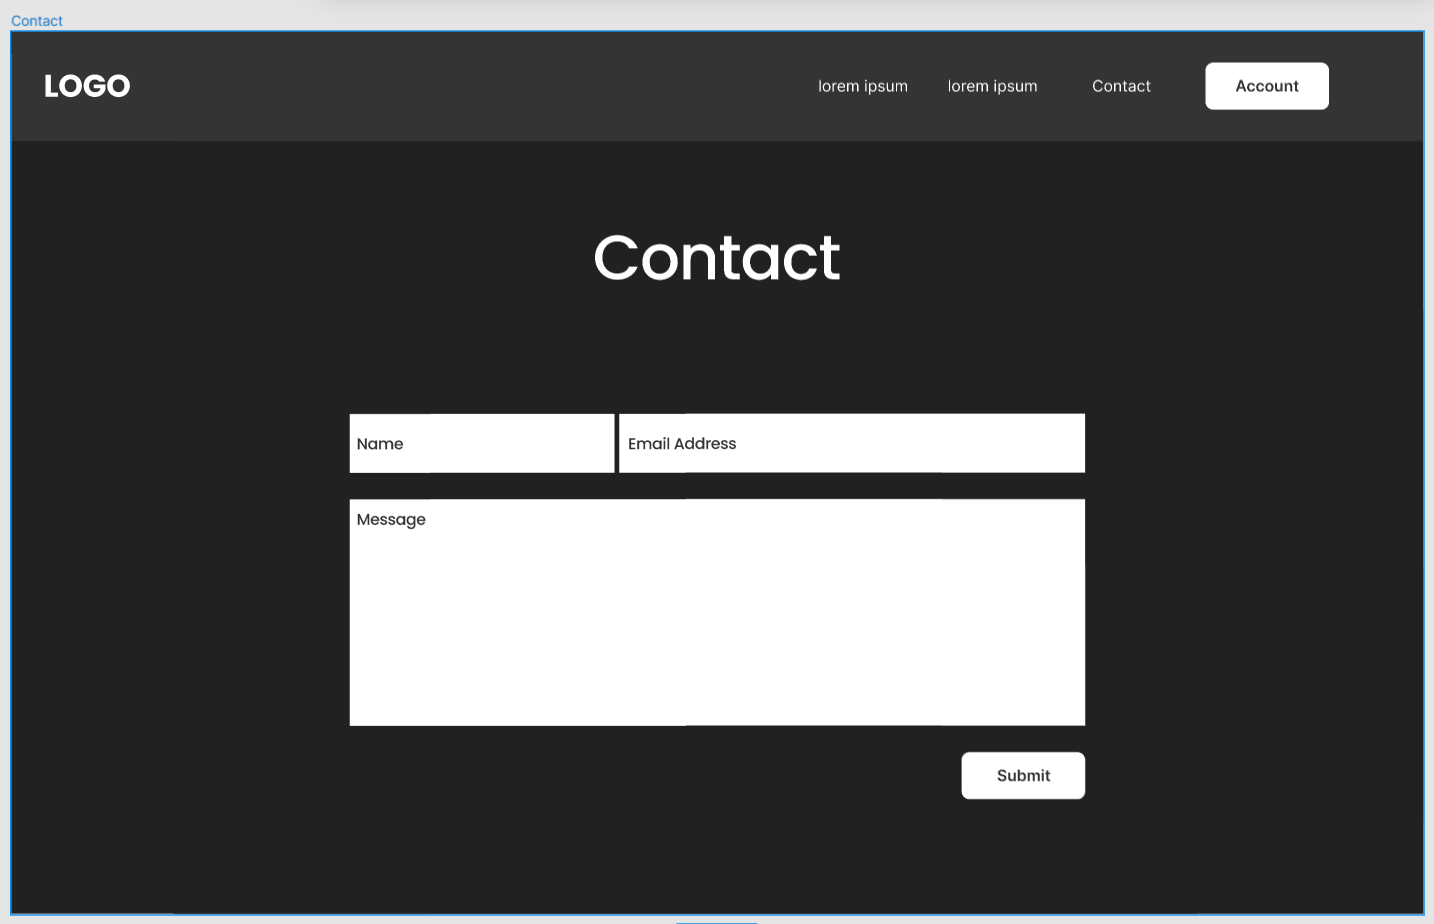 Contact
LOGO
lorem ipsum
lorem ipsum
Contact
Account
Contact
Name
Email Address
Message
Submit